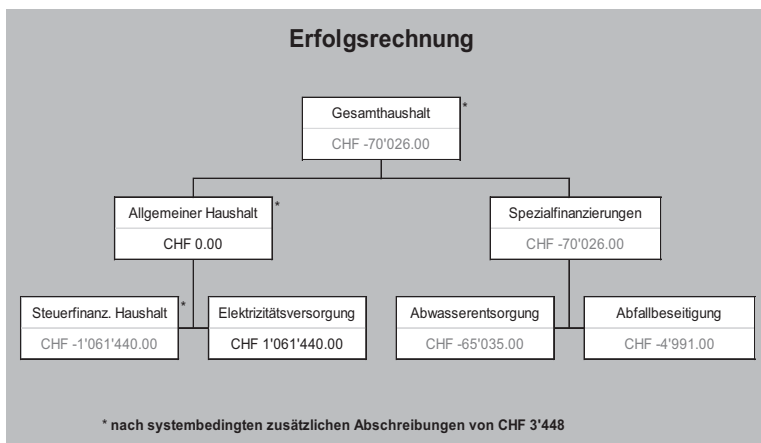 Erfolgsrechnung
Gesamthaushalt *
CHF -70'026.00
Allgemeiner Haushalt *
CHF 0.00
Spezialfinanzierungen
CHF -70'026.00
Steuerfinanz. Haushalt *
CHF -1'061'440.00
Elektrizitätsversorgung
CHF 1'061'440.00
Abwasserentsorgung
CHF -65'035.00
Abfallbeseitigung
CHF -4'991.00
* nach systembedingten zusätzlichen Abschreibungen von CHF 3'448